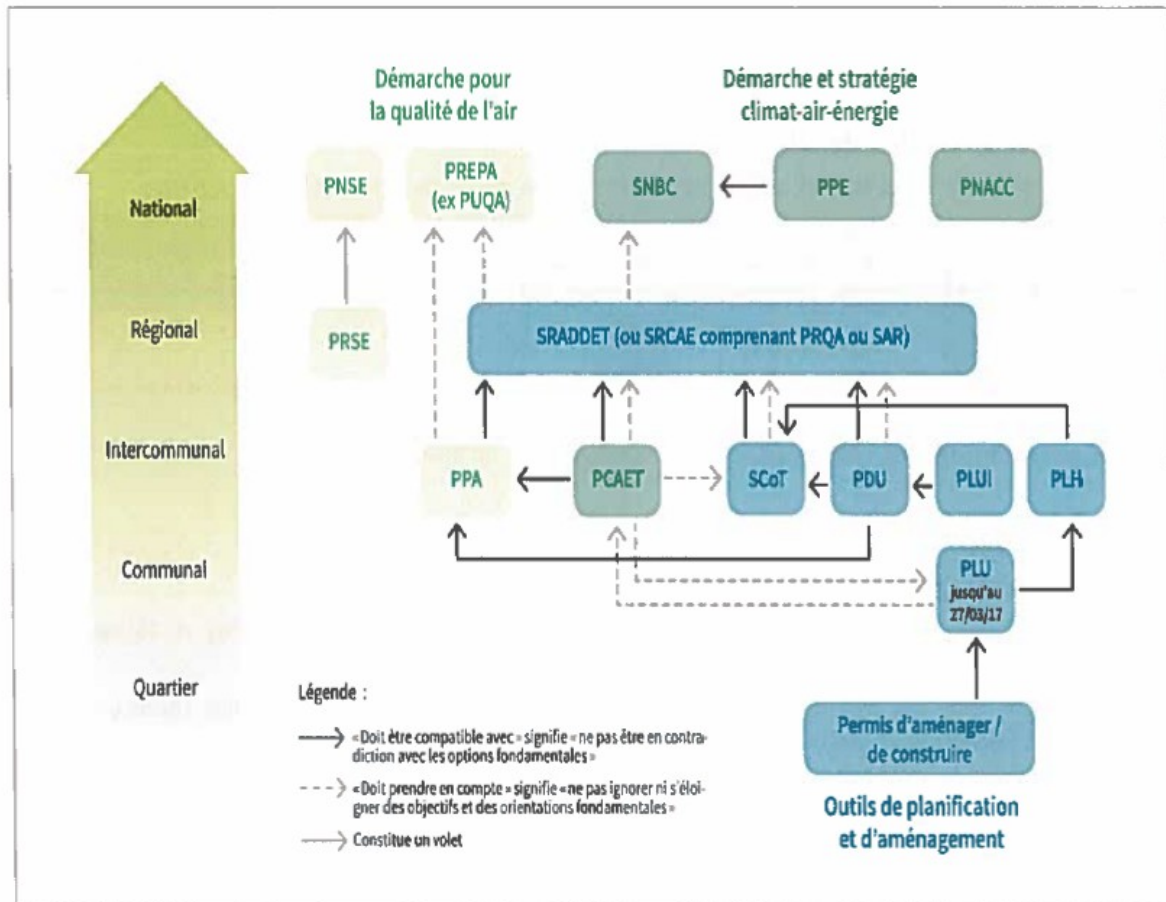 Démarche pour
la qualité de l'air
Démarche et stratégie
climat-air-énergie
National
PNSE
PREPA
(ex PUQA)
SNBC
PPE
PNACC
Régional
PRSE
SRADDET (ou SRCAE comprenant PRQA ou SAR)
Intercommunal
PPA
PCAET
SCoT
PDU
PLUI
PLH
Communal
PLU
jusqu'au
27/03/17
Quartier
Légende :
«Doit être compatible avec» signifie «ne pas être en contra-
diction avec les options fondamentales»
«Doit prendre en compte» signifie «ne pas ignorer ni s'éloi-
gner des objectifs et des orientations fondamentales»
Constitue un volet
Permis d'aménager /
de construire
Outils de planification
et d'aménagement